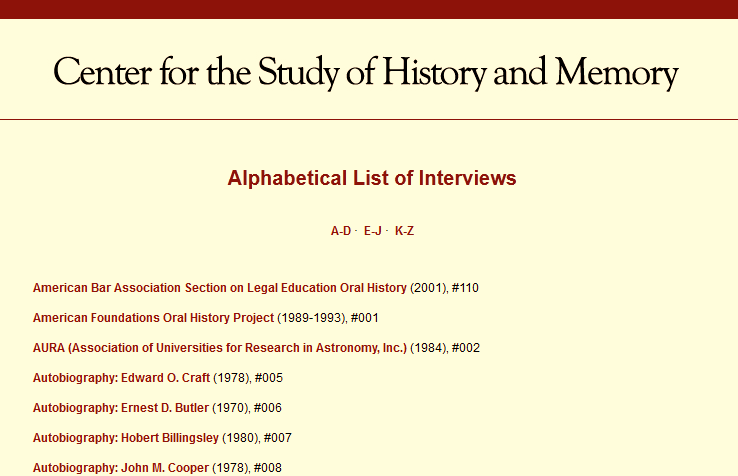 Center for the Study of History and Memory
Alphabetical List of Interviews
A-D · E-J · K-Z
American Bar Association Section on Legal Education Oral History (2001), #110
American Foundations Oral History Project (1989-1993), #001
AURA (Association of Universities for Research in Astronomy, Inc.) (1984), #002
Autobiography: Edward O. Craft (1978), #005
Autobiography: Ernest D. Butler (1970), #006
Autobiography: Hobert Billingsley (1980), #007
Autobiography: John M. Cooper (1978), #008